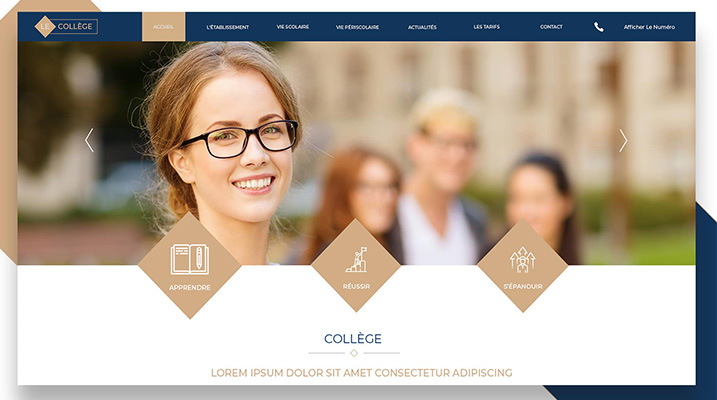 LE COLLÈGE
ACCUEIL
L'ÉTABLISSEMENT
VIE SCOLAIRE
VIE PÉRISCOLAIRE
ACTUALITÉS
LES TARIFS
CONTACT
Afficher Le Numéro
APPRENDRE
RÉUSSIR
S'ÉPANOUIR
COLLÈGE
LOREM IPSUM DOLOR SIT AMET CONSECTETUR ADIPISCING